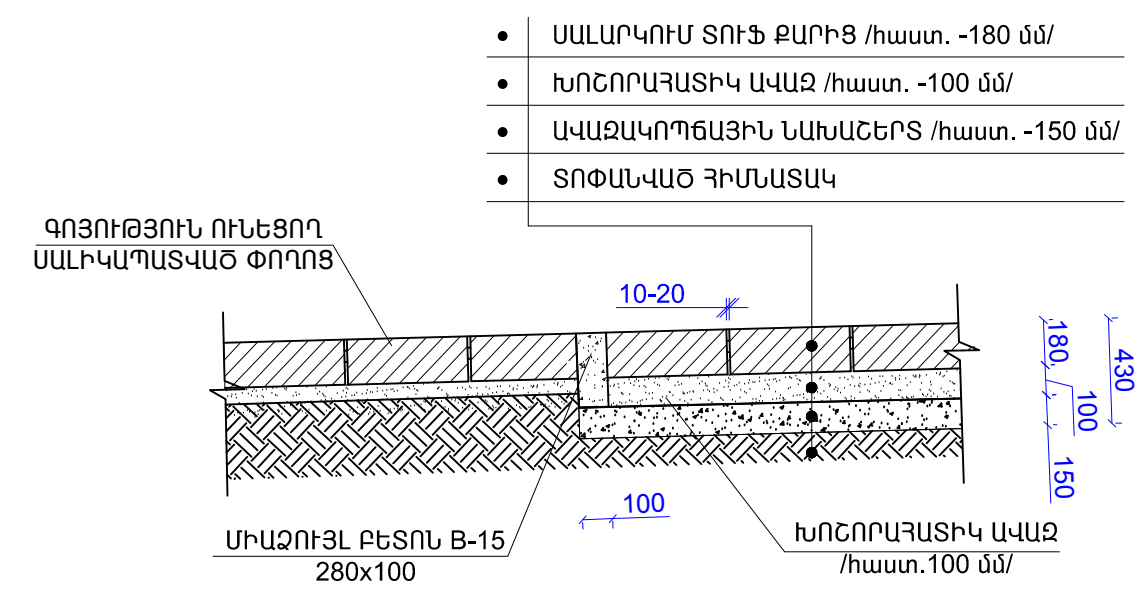 ՍԱԼԱՐԿՈՒՄ ՏՈՒՖ ՔԱՐԻՑ /հաստ. -180 մմ/
ԽՈՇՈՐԱՀԱՏԻԿ ԱՎԱԶ /հաստ. -100 մմ/
ԱՎԱԶԱԿՈՊՃԱՅԻՆ ՆԱԽԱՇԵՐՏ /հաստ. -150 մմ/
ՏՈՓԱՆՎԱԾ ՀԻՄՆԱՏԱԿ
ԳՈՅՈՒԹՅՈՒՆ ՈՒՆԵՑՈՂ
ՍԱԼԻԿԱՊԱՏՎԱԾ ՓՈՂՈՑ
10-20
180
430
100
150
100
ՄԻԱՁՈՒՅԼ ԲԵՏՈՆ B-15
280x100
ԽՈՇՈՐԱՀԱՏԻԿ ԱՎԱԶ
/հաստ.100 մմ/